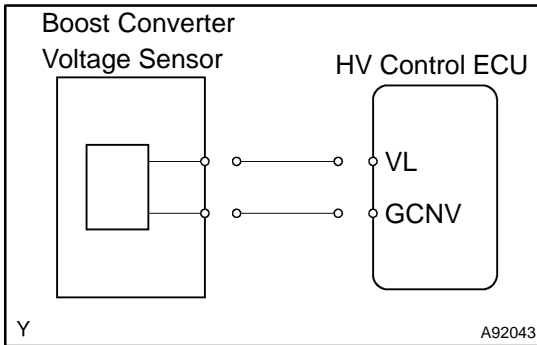 Boost Converter
Voltage Sensor
HV Control ECU
VL
GCNV
Y
A92043